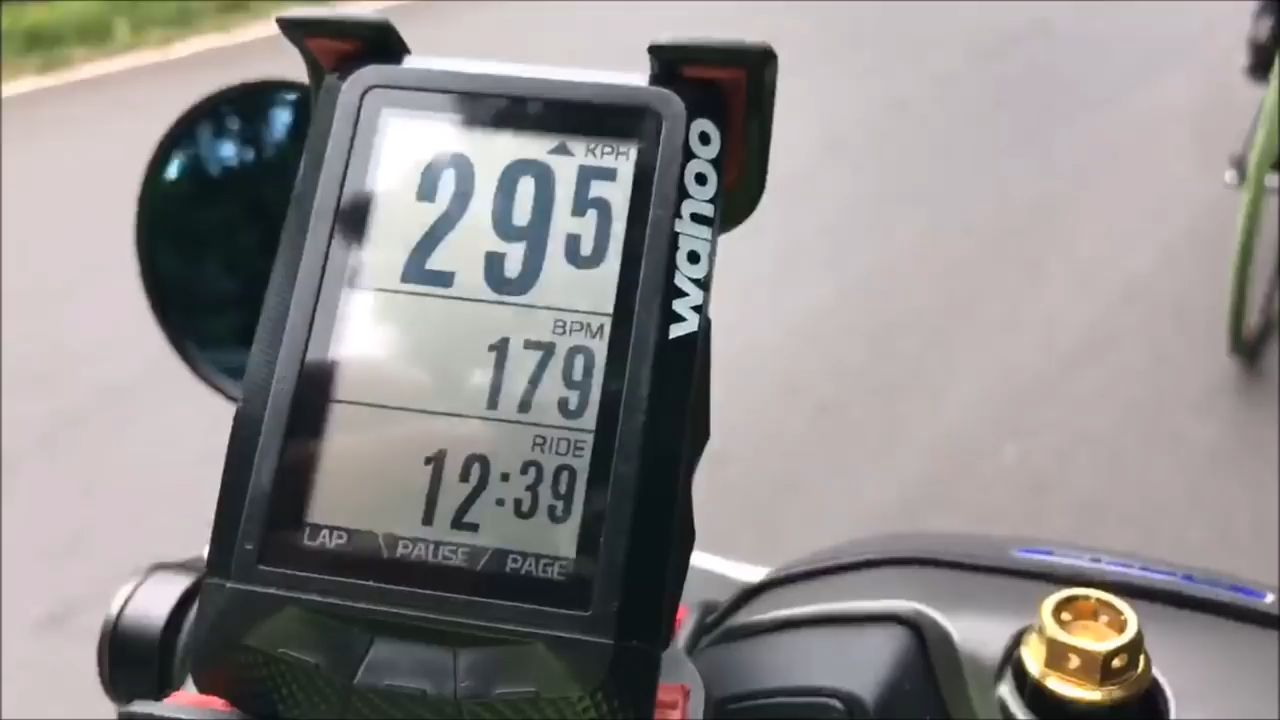 ▲ KPH
295
BPM
179
RIDE
12:39
LAP PAUSE / PAGE
wahoo